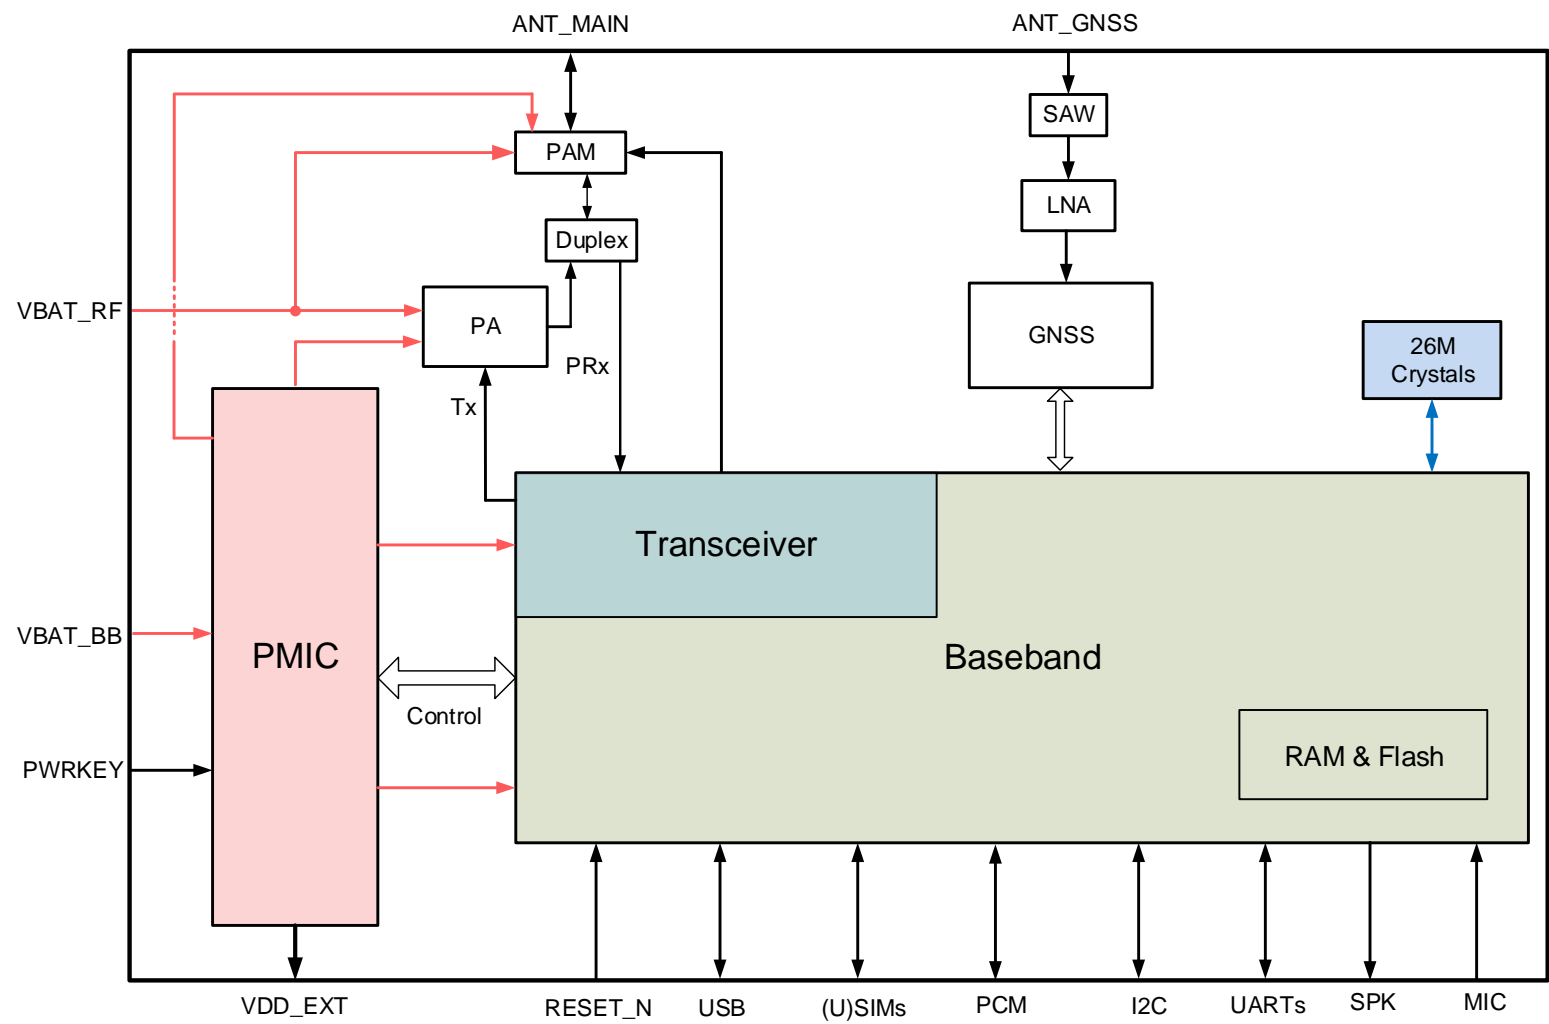 ANT_MAIN
ANT_GNSS
SAW
PAM
LNA
Duplex
VBAT_RF
PA
GNSS
26M
Crystals
PRx
Tx
Transceiver
VBAT_BB
PMIC
Baseband
Control
PWRKEY
RAM & Flash
VDD_EXT
RESET_N
USB
(U)SIMs
PCM
I2C
UARTs
SPK
MIC